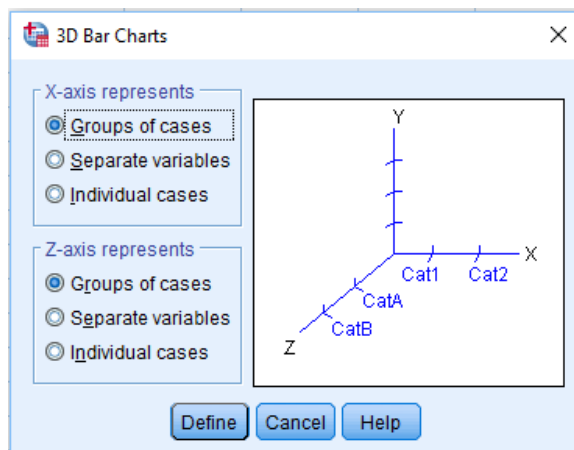 3D Bar Charts
X-axis represents
Groups of cases
Separate variables
Individual cases
Z-axis represents
Groups of cases
Separate variables
Individual cases
Y
X
Cat1 Cat2
CatA
CatB
Z
Define Cancel Help